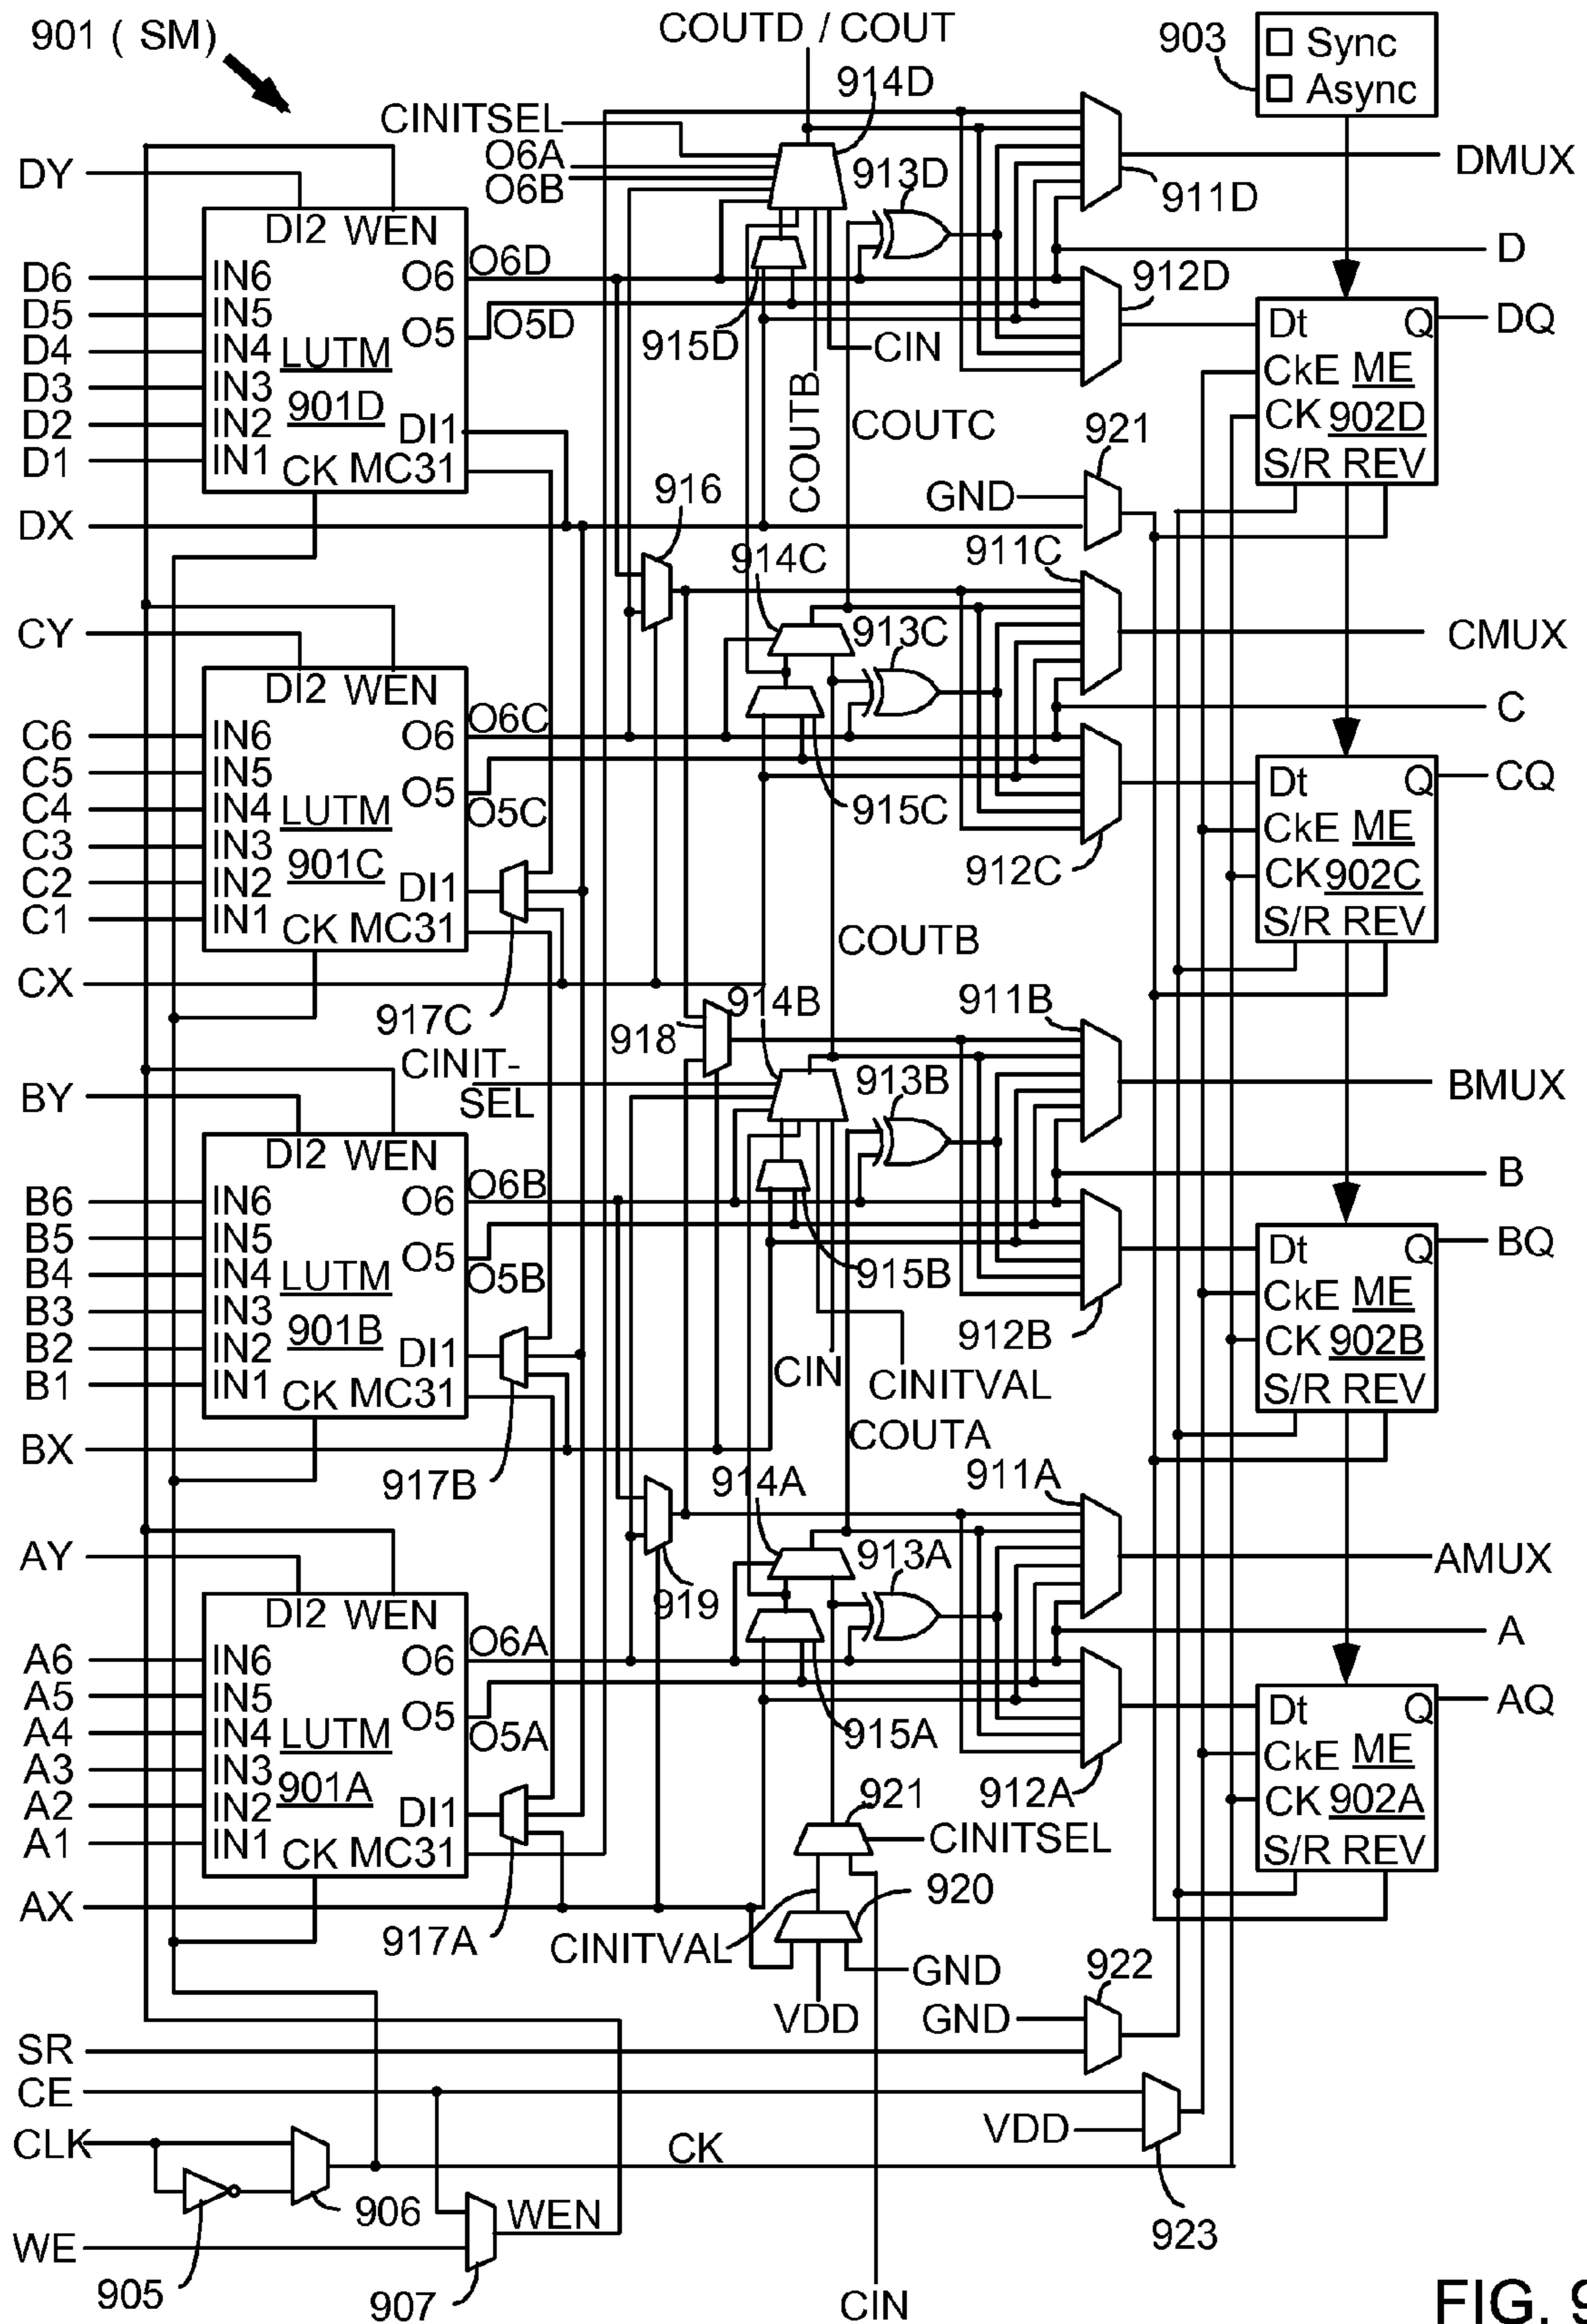 901 ( SM)
COUTD / COUT
903
Sync
Async
914D
CINITSEL
O6A
O6B
913D
DMUX
911D
DY
DI2 WEN
D
D6
IN6
O6
O6D
912D
D5
IN5
O5
O5D
915D
CIN
Dt
Q
DQ
D4
IN4
LUTM
CkE
ME
D3
IN3
901D
D2
IN2
DI1
COUTB
COUTC
CK
902D
D1
IN1
CK
MC31
921
S/R REV
916
GND
DX
914C
911C
CY
913C
CMUX
DI2 WEN
C
C6
IN6
O6
O6C
C5
IN5
O5
O5C
Dt
Q
CQ
C4
IN4
LUTM
915C
CkE
ME
C3
IN3
901C
912C
C2
IN2
DI1
CK
902C
C1
IN1
CK
MC31
S/R REV
COUTB
CX
917C
914B
911B
918
CINIT-
SEL
913B
BMUX
BY
DI2 WEN
B
B6
IN6
O6
O6B
B5
IN5
O5
O5B
915B
Dt
Q
BQ
B4
IN4
LUTM
CkE
ME
B3
IN3
901B
912B
B2
IN2
DI1
CIN
CINITVAL
CK
902B
B1
IN1
CK
MC31
S/R REV
COUTA
BX
917B
914A
911A
913A
AMUX
AY
919
DI2 WEN
A
A6
IN6
O6
O6A
A5
IN5
O5
O5A
Dt
Q
AQ
A4
IN4
LUTM
915A
CkE
ME
A3
IN3
901A
912A
A2
IN2
DI1
921
CK
902A
A1
IN1
CK
MC31
CINITSEL
S/R REV
920
AX
917A
CINITVAL
GND
922
VDD
GND
SR
CE
VDD
CLK
CK
906
WEN
923
WE
905
907
CIN
FIG. 9